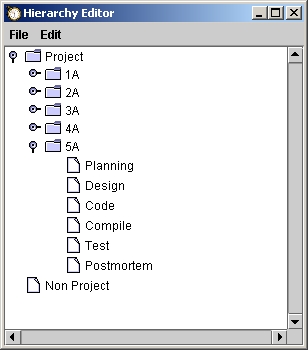 Hierarchy Editor
File Edit
Project
1A
2A
3A
4A
5A
Planning
Design
Code
Compile
Test
Postmortem
Non Project